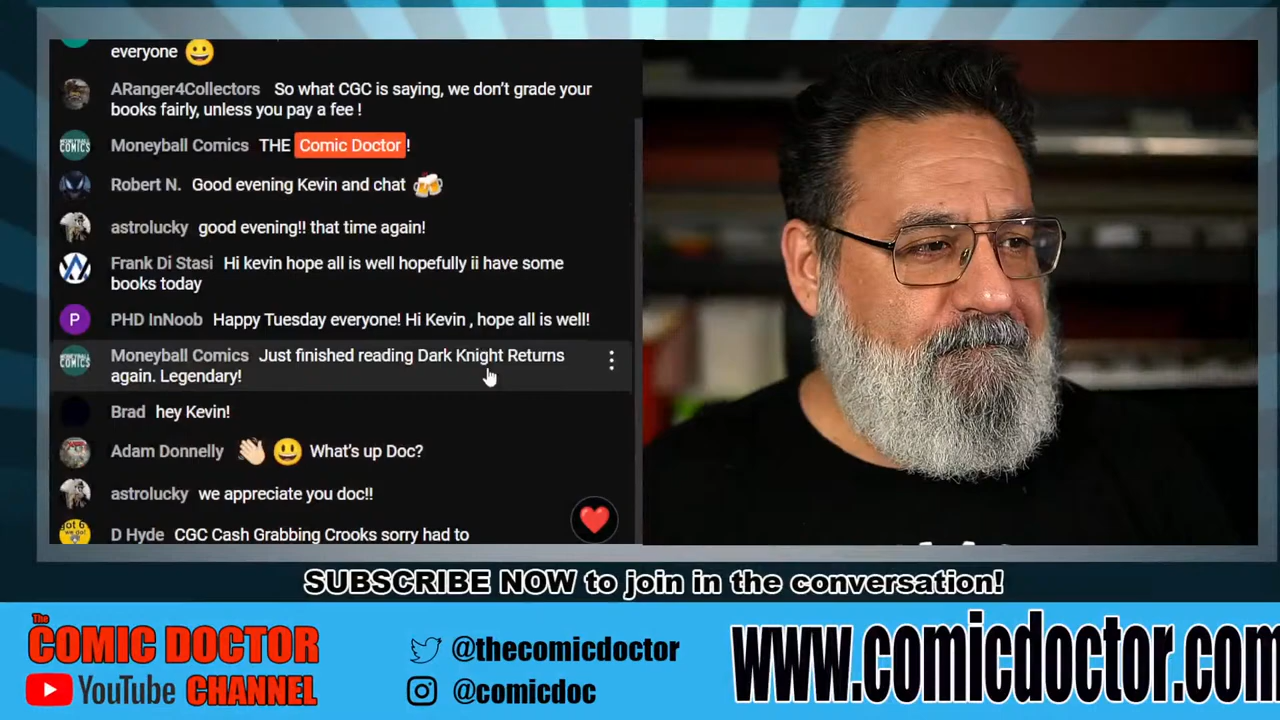 everyone 😀
ARanger4Collectors So what CGC is saying, we don't grade your
books fairly, unless you pay a fee !
Moneyball Comics THE Comic Doctor !
Robert N. Good evening Kevin and chat 🍻
astrolucky good evening!! that time again!
Frank Di Stasi Hi kevin hope all is well hopefully ii have some
books today
P
PHD InNoob Happy Tuesday everyone! Hi Kevin , hope all is well!
COMICS
Moneyball Comics Just finished reading Dark Knight Returns
again. Legendary!
Brad hey Kevin!
Adam Donnelly 👋🏻 😃 What's up Doc?
astrolucky we appreciate you doc!!
got 6
we do!
D Hyde CGC Cash Grabbing Crooks sorry had to
SUBSCRIBE NOW to join in the conversation!
The
COMIC DOCTOR
YouTube CHANNEL
@thecomicdoctor
@comicdoc
www.comicdoctor.com